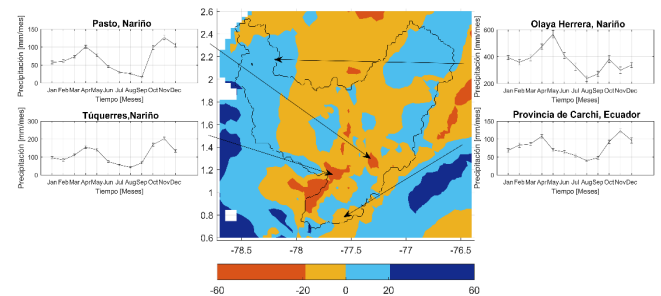 Pasto, Nariño
Precipitación [mm/mes]
150
100
50
0
Jan Feb Mar Apr May Jun Jul Aug Sep Oct Nov Dec
Tiempo [Meses]
Túquerres,Nariño
Precipitación [mm/mes]
300
200
100
0
Jan Feb Mar Apr May Jun Jul Aug Sep Oct Nov Dec
Tiempo [Meses]
2.6
2.4
2.2
2
1.8
1.6
1.4
1.2
1
0.8
0.6
-78.5
-78
-77.5
-77
-76.5
-60
-20
0
20
60
Olaya Herrera, Nariño
Precipitación [mm/mes]
600
400
200
Jan Feb Mar Apr May Jun Jul Aug Sep Oct Nov Dec
Tiempo [Meses]
Provincia de Carchi, Ecuador
Precipitación [mm/mes]
150
100
50
0
Jan Feb Mar Apr May Jun Jul Aug Sep Oct Nov Dec
Tiempo [Meses]